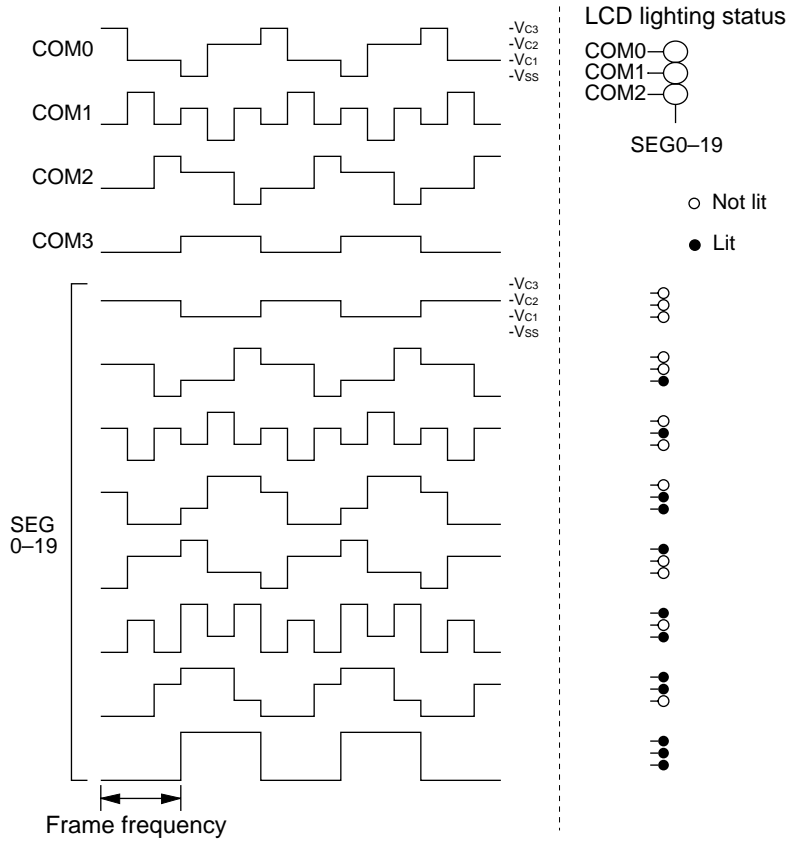 COM0
-VC3
-VC2
-VC1
-VSS
COM1
COM2
COM3
-VC3
-VC2
-VC1
-VSS
SEG
0–19
Frame frequency
LCD lighting status
COM0
COM1
COM2
SEG0–19
Not lit
Lit